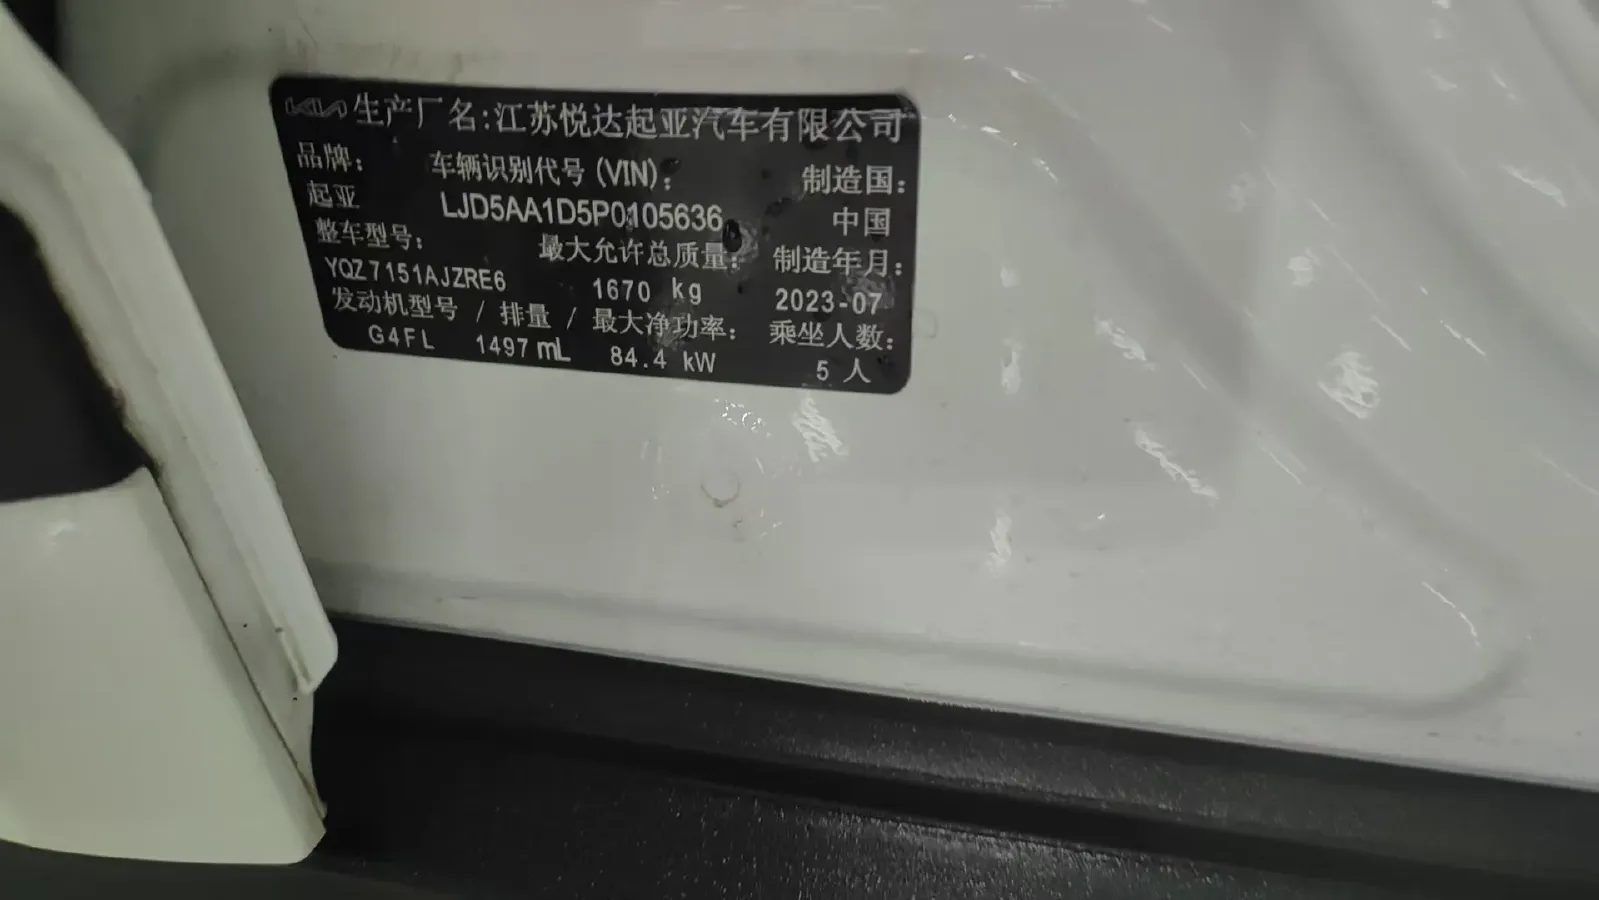 KIA 生产厂名:江苏悦达起亚汽车有限公司
品牌: 车辆识别代号(VIN): 制造国:
起亚 LJD5AA1D5P0105636 中国
整车型号: 最大允许总质量: 制造年月:
YQZ7151AJZRE6 1670 kg 2023-07
发动机型号 / 排量 / 最大净功率: 乘坐人数:
G4FL 1497 mL 84.4 kW 5 人